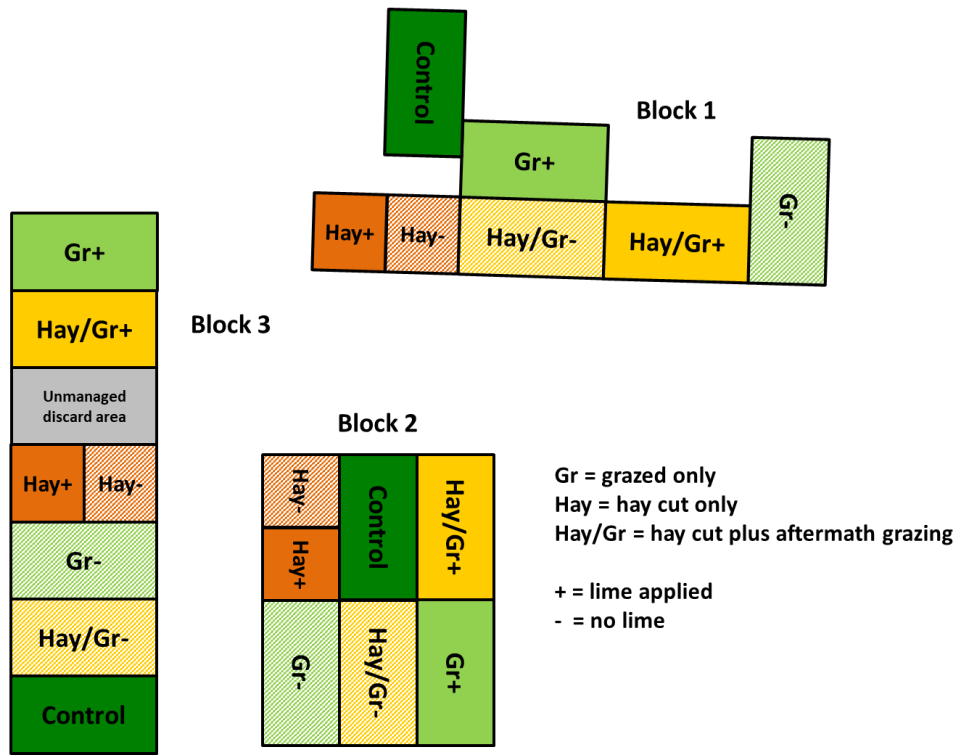 Control
Block 1
Gr+
Gr-
Hay+
Hay-
Hay/Gr-
Hay/Gr+
Gr+
Hay/Gr+
Block 3
Unmanaged
discard area
Hay+
Hay-
Gr-
Hay/Gr-
Control
Block 2
Hay-
Control
Hay/Gr+
Hay+
Gr-
Hay/Gr-
Gr+
Gr = grazed only
Hay = hay cut only
Hay/Gr = hay cut plus aftermath grazing
+ = lime applied
- = no lime